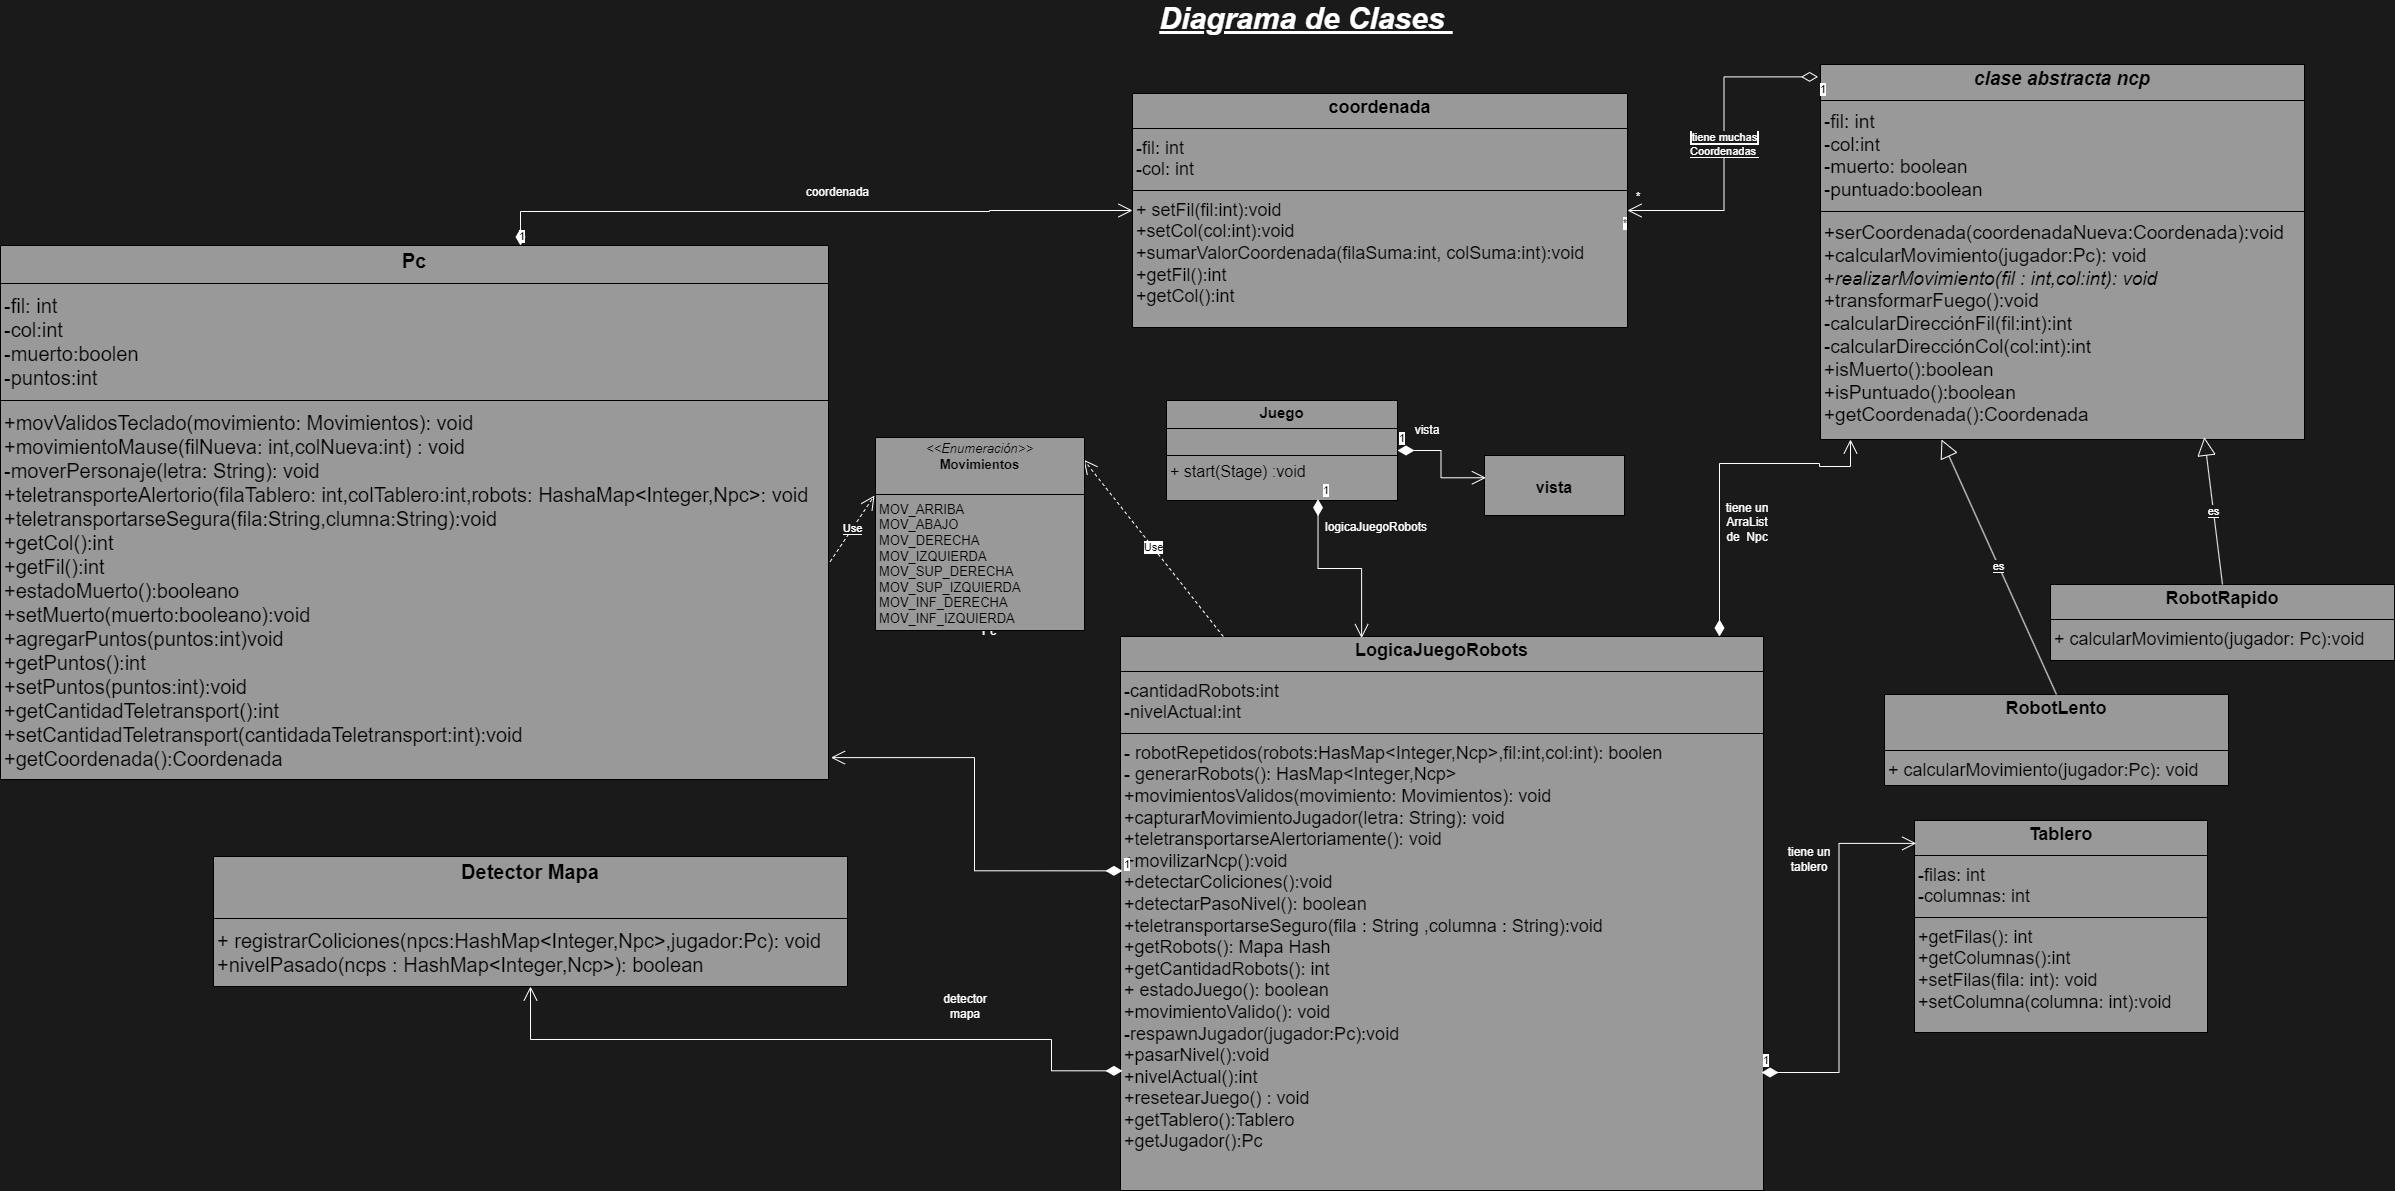 Diagrama de Clases
coordenada
-fil: int
-col: int
+ setFil(fil:int):void
+setCol(col:int):void
+sumarValorCoordenada(filaSuma:int, colSuma:int):void
+getFil():int
+getCol():int
clase abstracta ncp
-fil: int
-col:int
-muerto: boolean
-puntuado:boolean
+serCoordenada(coordenadaNueva:Coordenada):void
+calcularMovimiento(jugador:Pc): void
+realizarMovimiento(fil : int,col:int): void
+transformarFuego():void
-calcularDirecciónFil(fil:int):int
-calcularDirecciónCol(col:int):int
+isMuerto():boolean
+isPuntuado():boolean
+getCoordenada():Coordenada
1
tiene muchas
Coordenadas
*
*
coordenada
1
Pc
-fil: int
-col:int
-muerto:boolen
-puntos:int
+movValidosTeclado(movimiento: Movimientos): void
+movimientoMause(filNueva: int,colNueva:int) : void
-moverPersonaje(letra: String): void
+teletransporteAlertorio(filaTablero: int,colTablero:int,robots: HashaMap<Integer,Npc>: void
+teletransportarseSegura(fila:String,clumna:String):void
+getCol():int
+getFil():int
+estadoMuerto():booleano
+setMuerto(muerto:booleano):void
+agregarPuntos(puntos:int)void
+getPuntos():int
+setPuntos(puntos:int):void
+getCantidadTeletransport():int
+setCantidadTeletransport(cantidadaTeletransport:int):void
+getCoordenada():Coordenada
Use
<<Enumeración>>
Movimientos
MOV_ARRIBA
MOV_ABAJO
MOV_DERECHA
MOV_IZQUIERDA
MOV_SUP_DERECHA
MOV_SUP_IZQUIERDA
MOV_INF_DERECHA
MOV_INF_IZQUIERDA
Pc
Use
Juego
+ start(Stage) :void
1
vista
vista
1
logicaJuegoRobots
tiene un
ArraList
de Npc
es
es
RobotRapido
+ calcularMovimiento(jugador: Pc):void
RobotLento
+ calcularMovimiento(jugador:Pc): void
LogicaJuegoRobots
-cantidadRobots:int
-nivelActual:int
- robotRepetidos(robots:HasMap<Integer,Ncp>,fil:int,col:int): boolen
- generarRobots(): HasMap<Integer,Ncp>
+movimientosValidos(movimiento: Movimientos): void
+capturarMovimientoJugador(letra: String): void
+teletransportarseAlertoriamente(): void
+movilizarNcp():void
+detectarColiciones():void
+detectarPasoNivel(): boolean
+teletransportarseSeguro(fila : String ,columna : String):void
+getRobots(): Mapa Hash
+getCantidadRobots(): int
+ estadoJuego(): boolean
+movimientoValido(): void
-respawnJugador(jugador:Pc):void
+pasarNivel():void
+nivelActual():int
+resetearJuego() : void
+getTablero():Tablero
+getJugador():Pc
1
1
tiene un
tablero
Tablero
-filas: int
-columnas: int
+getFilas(): int
+getColumnas():int
+setFilas(fila: int): void
+setColumna(columna: int):void
Detector Mapa
+ registrarColiciones(npcs:HashMap<Integer,Npc>,jugador:Pc): void
+nivelPasado(ncps : HashMap<Integer,Ncp>): boolean
detector
mapa